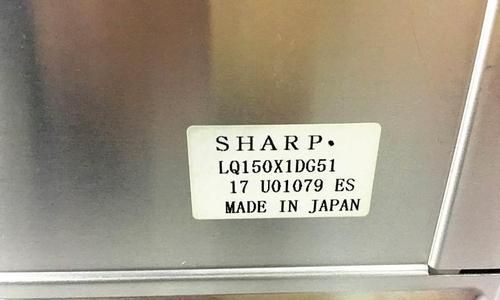 SHARP.
LQ150X1DG51
17 U01079 ES
MADE IN JAPAN